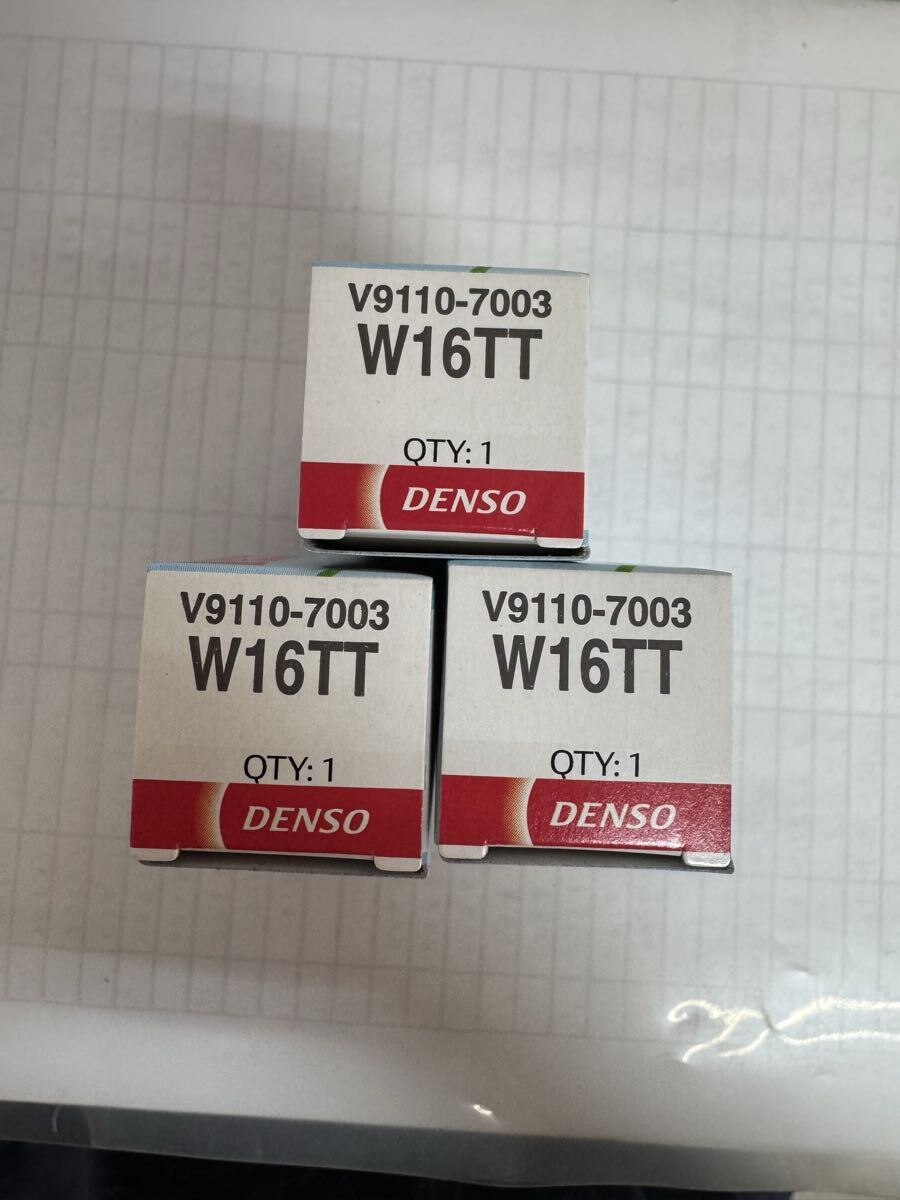 V9110-7003
W16TT
QTY: 1
DENSO
V9110-7003
W16TT
QTY: 1
DENSO
V9110-7003
W16TT
QTY: 1
DENSO